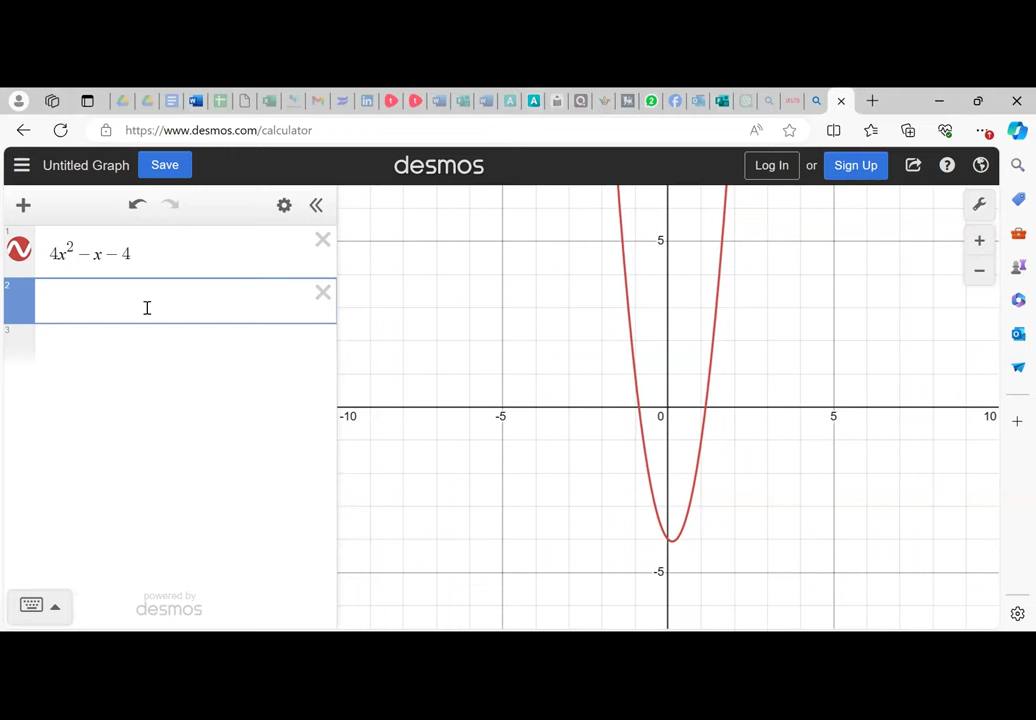 https://www.desmos.com/calculator
Untitled Graph Save desmos Log In or Sign Up
1
4x² − x − 4
2
3
powered by
desmos
5
-10 -5 0 5 10
-5